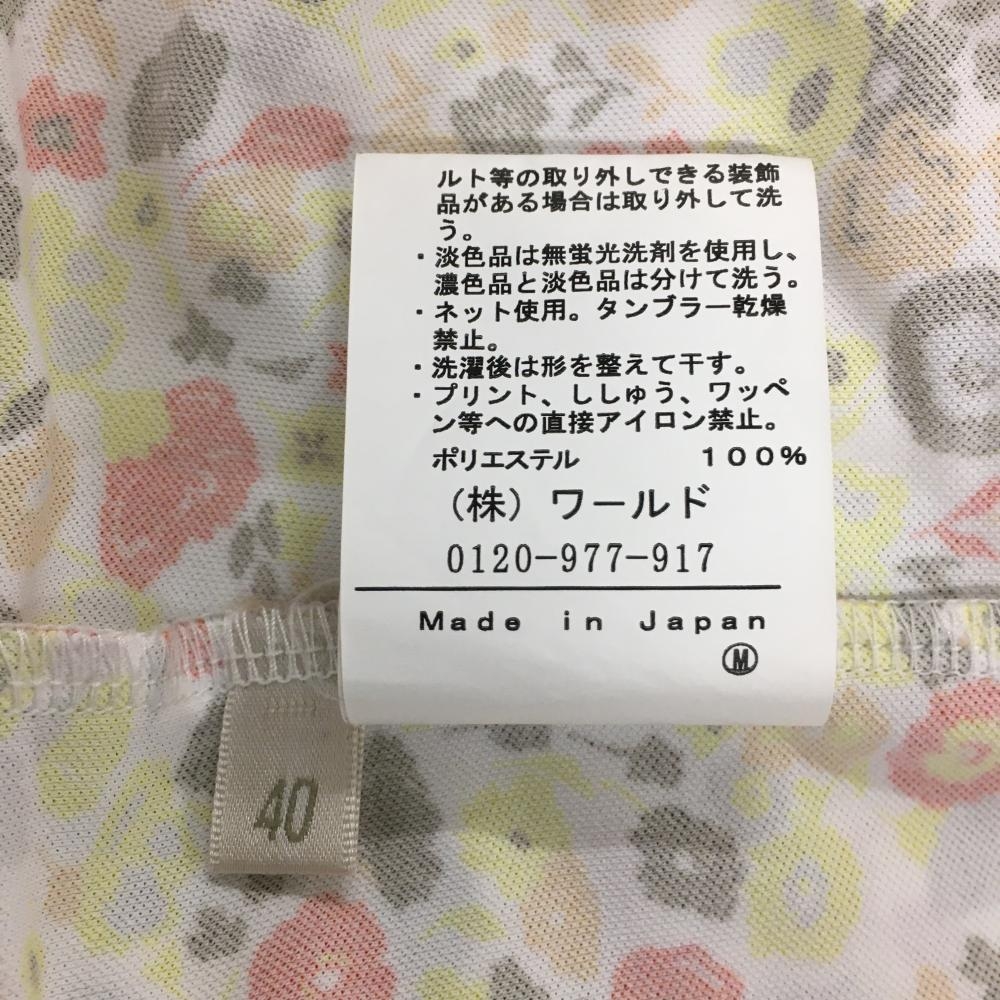 ルト等の取り外しできる装飾
品がある場合は取り外して洗
う。
・淡色品は無蛍光洗剤を使用し、
濃色品と淡色品は分けて洗う。
・ネット使用。タンブラー乾燥
禁止。
・洗濯後は形を整えて干す。
・プリント、ししゅう、ワッペ
ン等への直接アイロン禁止。
ポリエステル 100%
（株）ワールド
0120-977-917
Made in Japan
Ⓜ
40